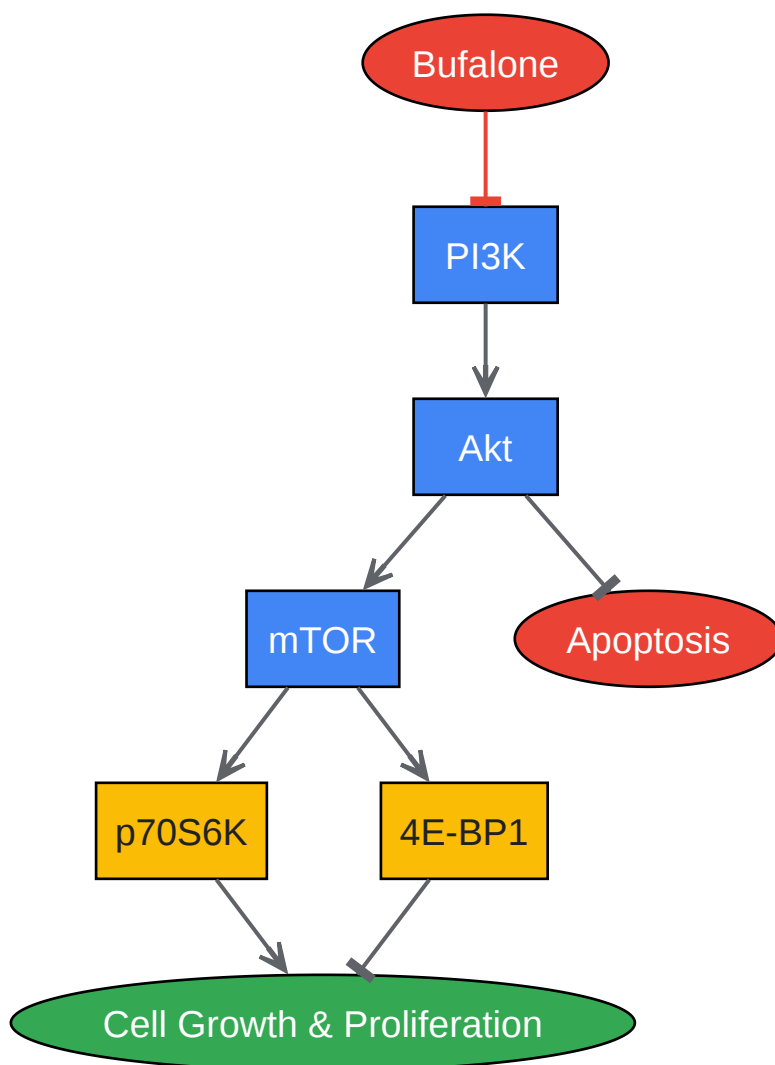 Bufalone
PI3K
Akt
mTOR
Apoptosis
p70S6K
4E-BP1
Cell Growth & Proliferation